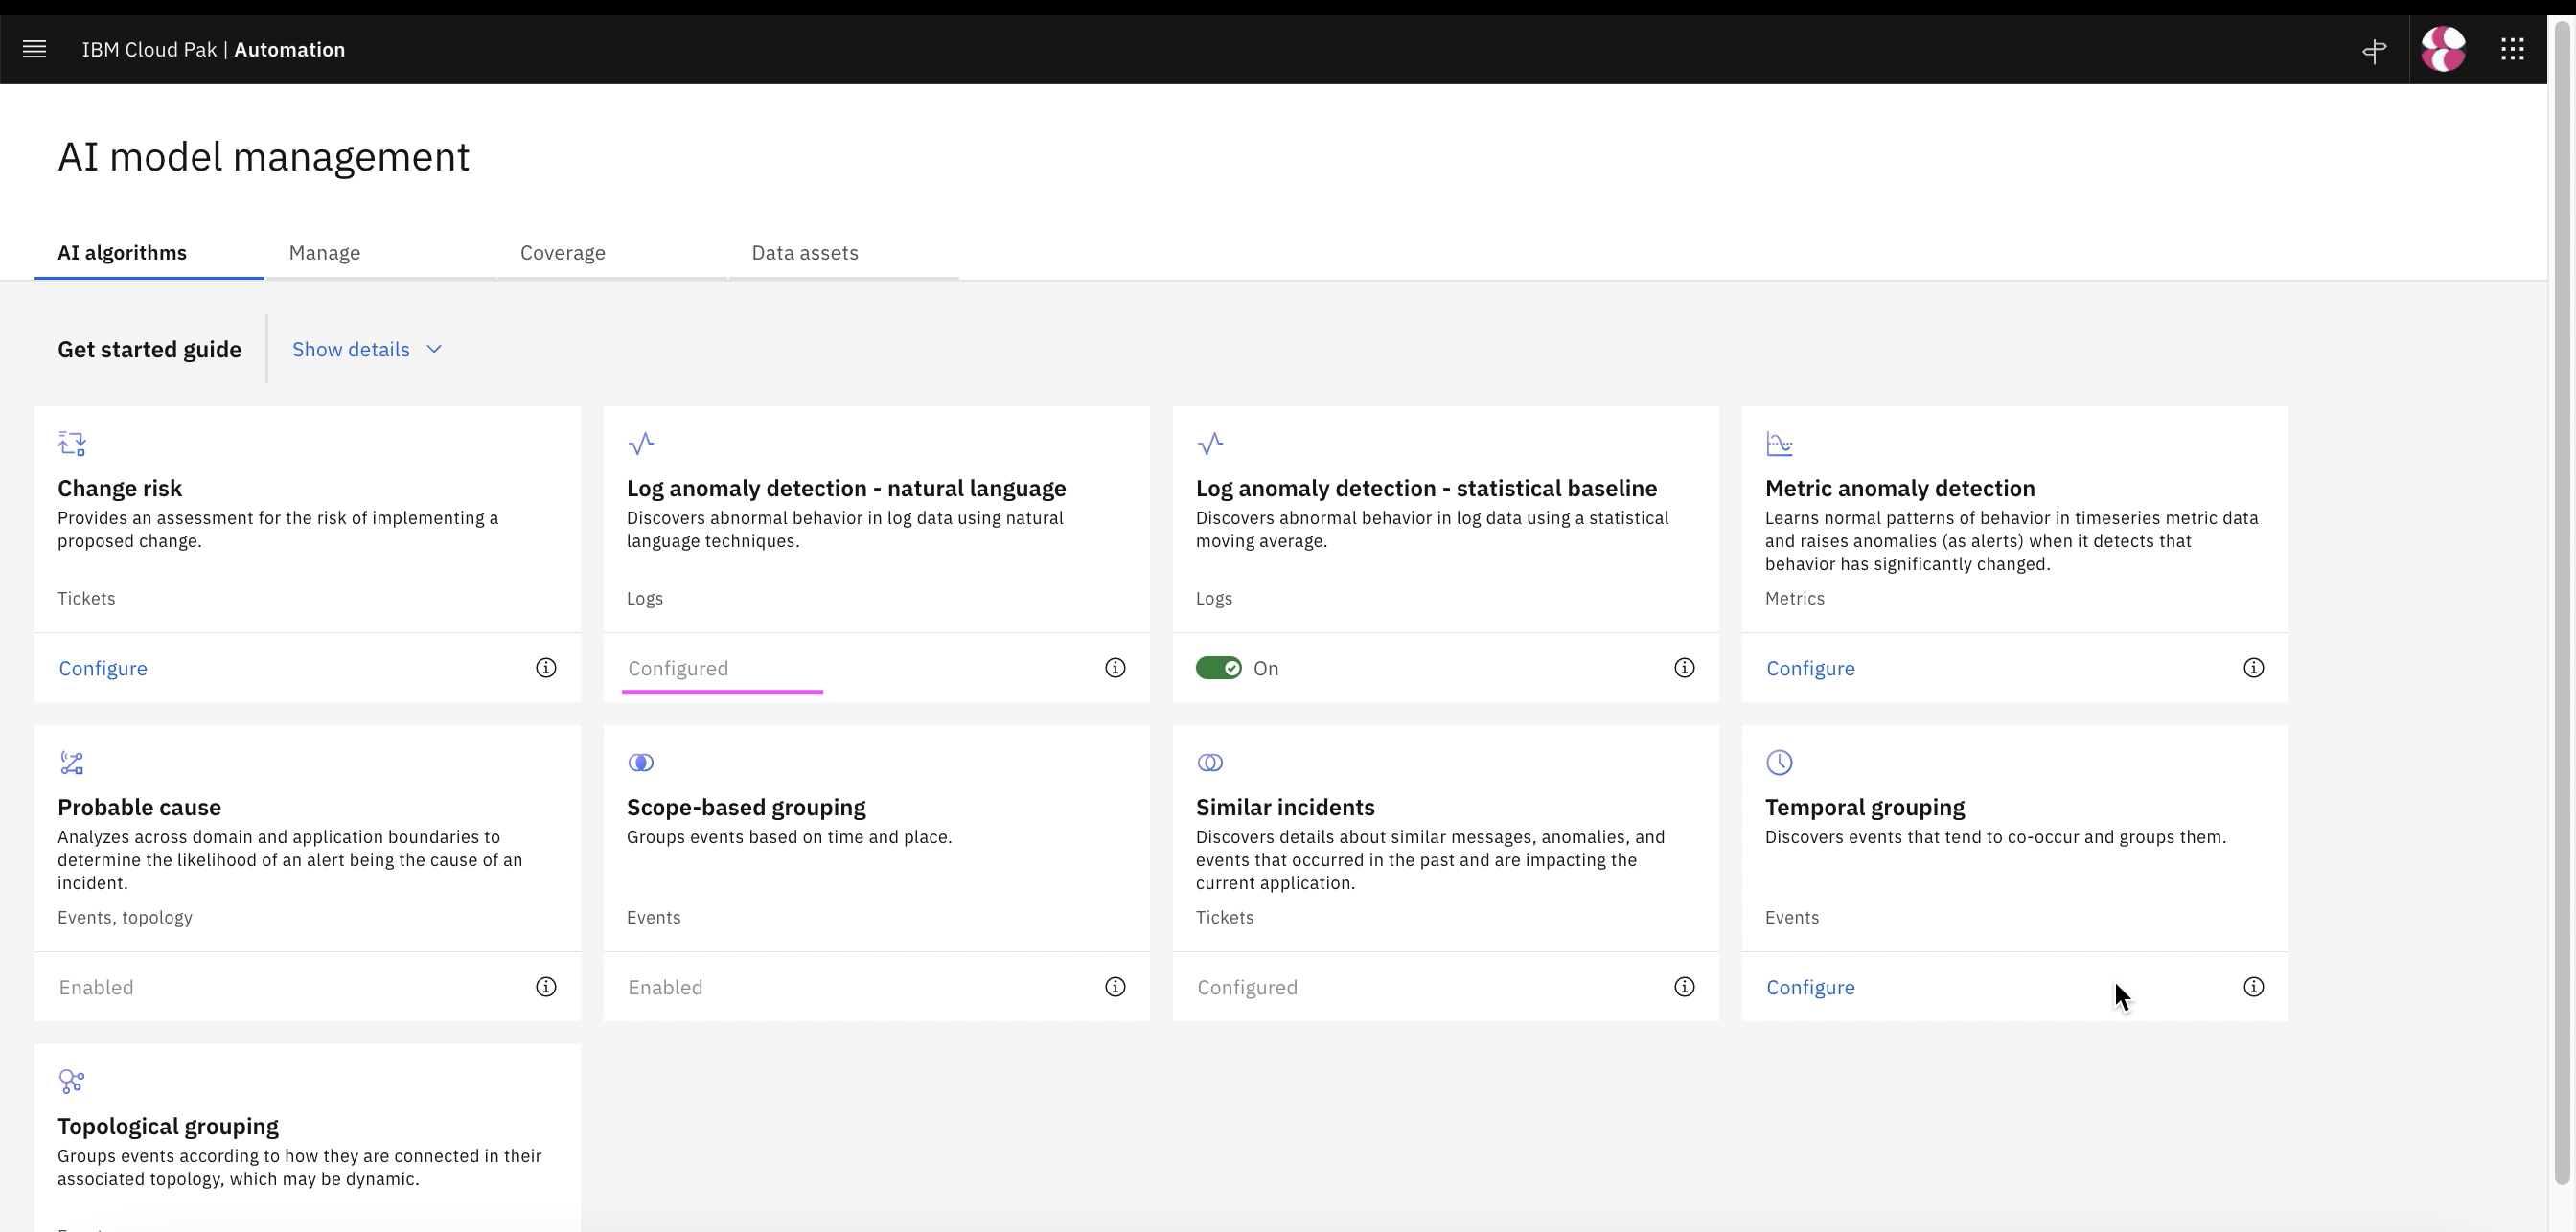 IBM Cloud Pak | Automation
AI model management
AI algorithms
Manage
Coverage
Data assets
Get started guide
Show details
Change risk
Provides an assessment for the risk of implementing a
proposed change.
Tickets
Configure
Log anomaly detection - natural language
Discovers abnormal behavior in log data using natural
language techniques.
Logs
Configured
Log anomaly detection - statistical baseline
Discovers abnormal behavior in log data using a statistical
moving average.
Logs
On
Metric anomaly detection
Learns normal patterns of behavior in timeseries metric data
and raises anomalies (as alerts) when it detects that
behavior has significantly changed.
Metrics
Configure
Probable cause
Analyzes across domain and application boundaries to
determine the likelihood of an alert being the cause of an
incident.
Events, topology
Enabled
Scope-based grouping
Groups events based on time and place.
Events
Enabled
Similar incidents
Discovers details about similar messages, anomalies, and
events that occurred in the past and are impacting the
current application.
Tickets
Configured
Temporal grouping
Discovers events that tend to co-occur and groups them.
Events
Configure
Topological grouping
Groups events according to how they are connected in their
associated topology, which may be dynamic.